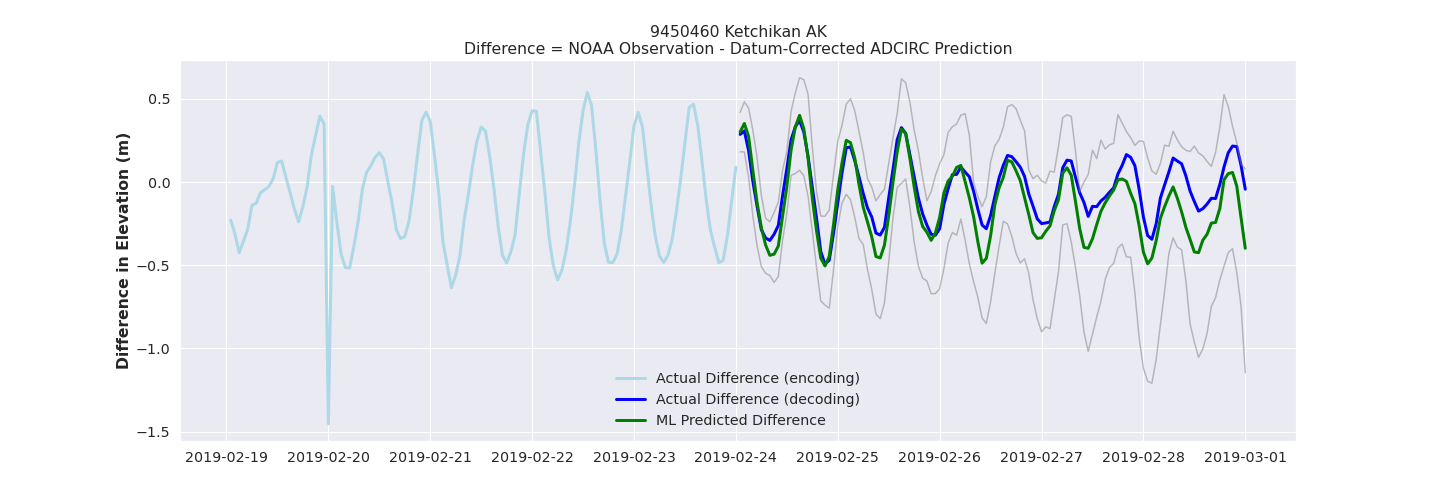 9450460 Ketchikan AK
Difference = NOAA Observation - Datum-Corrected ADCIRC Prediction
Difference in Elevation (m)
0.5
0.0
−0.5
−1.0
−1.5
Actual Difference (encoding)
Actual Difference (decoding)
ML Predicted Difference
2019-02-19 2019-02-20 2019-02-21 2019-02-22 2019-02-23 2019-02-24 2019-02-25 2019-02-26 2019-02-27 2019-02-28 2019-03-01